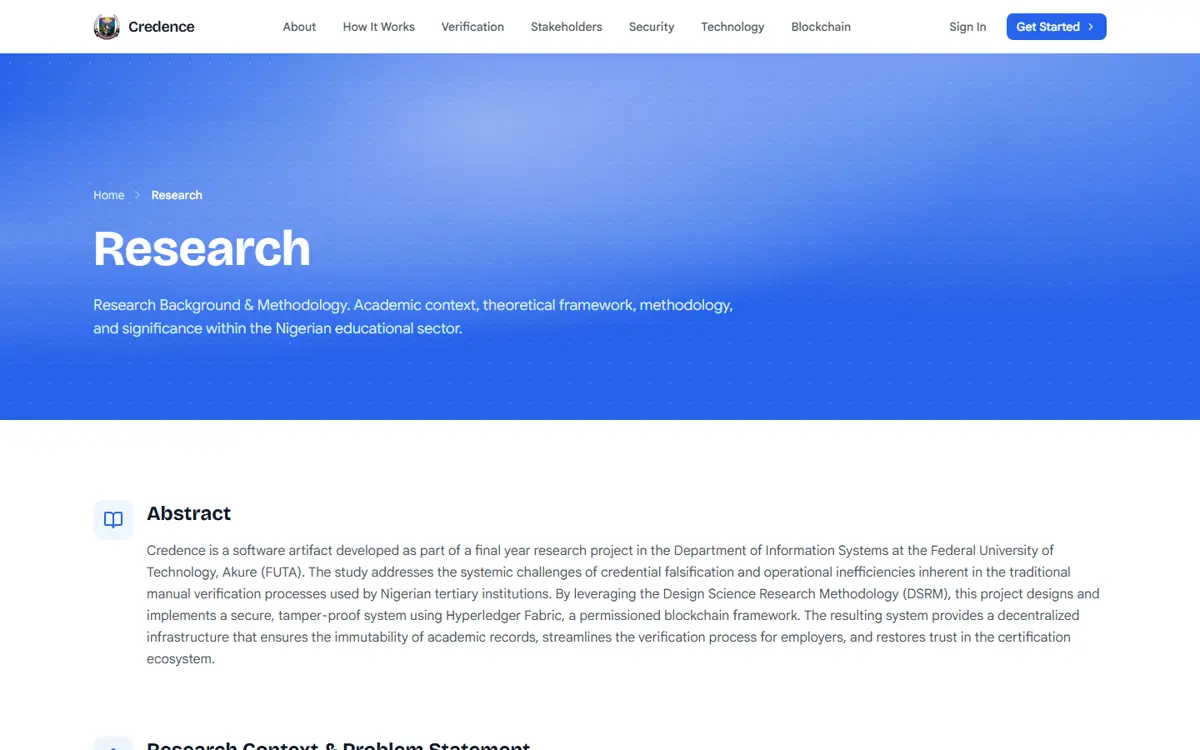 Credence
About
How It Works
Verification
Stakeholders
Security
Technology
Blockchain
Sign In
Get Started
Home
Research
Research
Research Background & Methodology. Academic context, theoretical framework, methodology,
and significance within the Nigerian educational sector.
Abstract
Credence is a software artifact developed as part of a final year research project in the Department of Information Systems at the Federal University of
Technology, Akure (FUTA). The study addresses the systemic challenges of credential falsification and operational inefficiencies inherent in the traditional
manual verification processes used by Nigerian tertiary institutions. By leveraging the Design Science Research Methodology (DSRM), this project designs and
implements a secure, tamper-proof system using Hyperledger Fabric, a permissioned blockchain framework. The resulting system provides a decentralized
infrastructure that ensures the immutability of academic records, streamlines the verification process for employers, and restores trust in the certification
ecosystem.
Research Context & Problem Statement